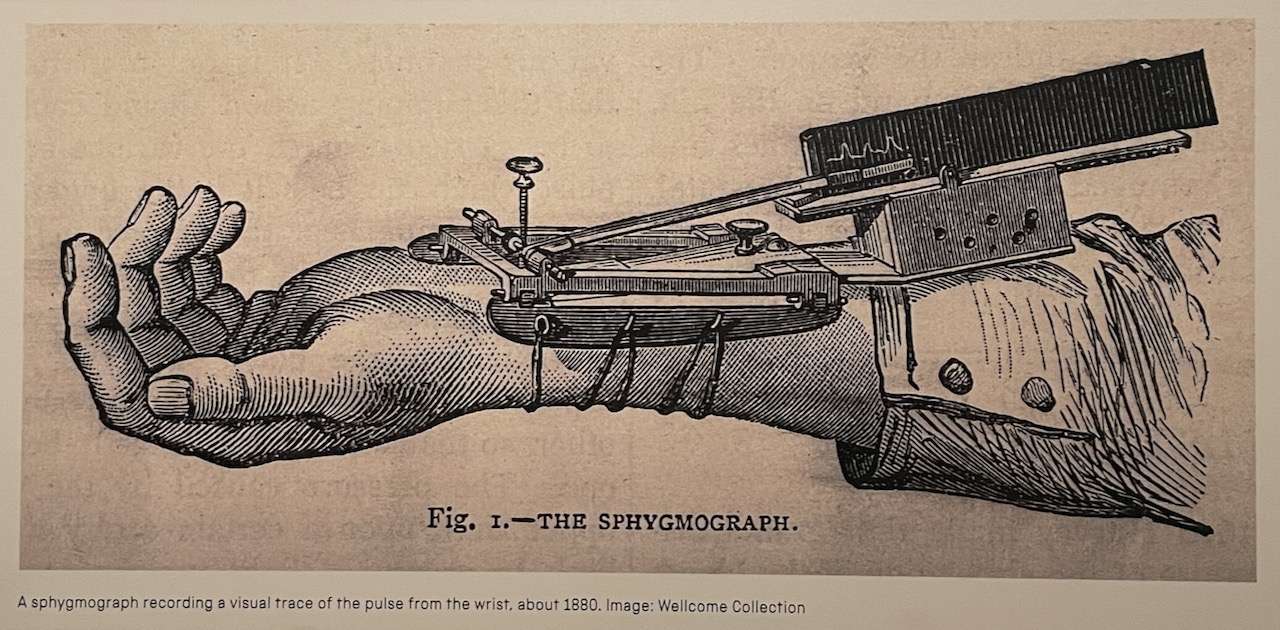 Fig. 1.—THE SPHYGMOGRAPH.
A sphygmograph recording a visual trace of the pulse from the wrist, about 1880. Image: Wellcome Collection